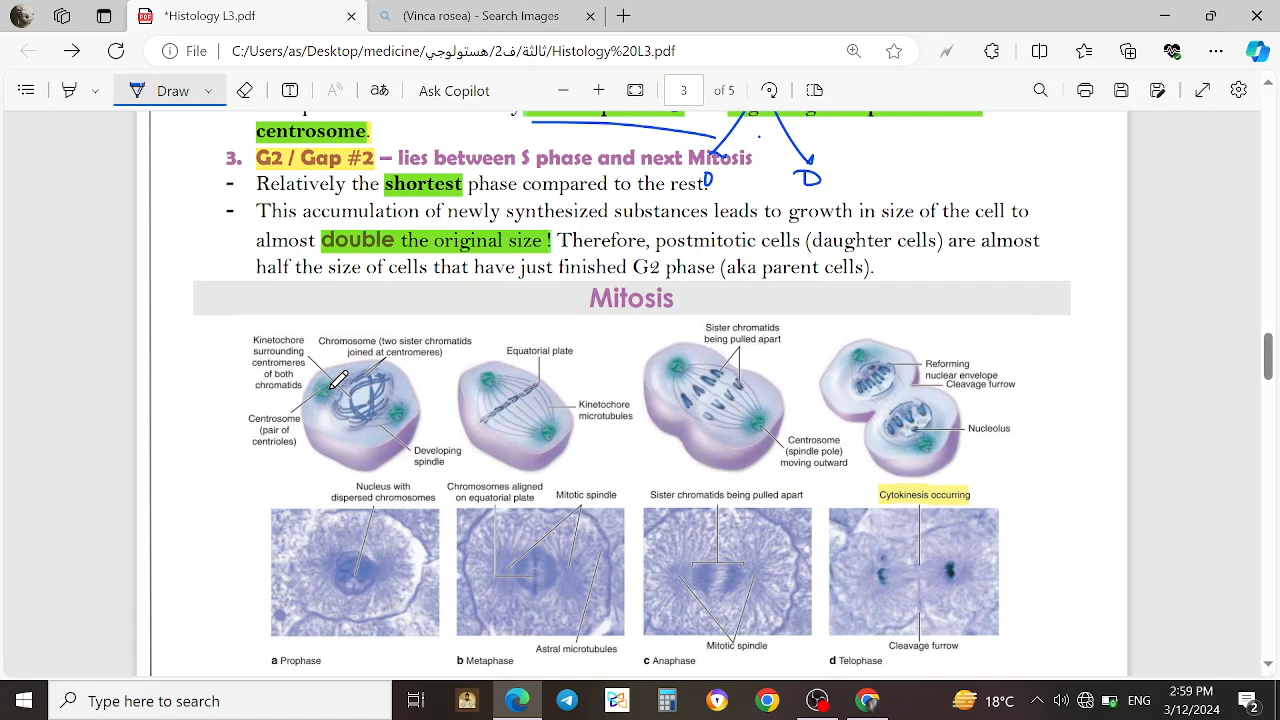 *Histology L3.pdf
(Vinca rosea) - Search Images
File
C:/Users/as/medicine/ثالثة/ف2/هستولوجي/Histology%20L3.pdf
Draw
Ask Copilot
3 of 5
centrosome.
3. G2 / Gap #2 – lies between S phase and next Mitosis
- Relatively the shortest phase compared to the rest.
D D
- This accumulation of newly synthesized substances leads to growth in size of the cell to
almost double the original size ! Therefore, postmitotic cells (daughter cells) are almost
half the size of cells that have just finished G2 phase (aka parent cells).
Mitosis
Kinetochore
surrounding
centromeres
of both
chromatids
Chromosome (two sister chromatids
joined at centromeres)
Centrosome
(pair of
centrioles)
Developing
spindle
Equatorial plate
Kinetochore
microtubules
Sister chromatids
being pulled apart
Centrosome
(spindle pole)
moving outward
Reforming
nuclear envelope
Cleavage furrow
Nucleolus
Nucleus with
dispersed chromosomes
Chromosomes aligned
on equatorial plate
Mitotic spindle
Sister chromatids being pulled apart
Cytokinesis occurring
Astral microtubules
Mitotic spindle
Cleavage furrow
a Prophase
b Metaphase
c Anaphase
d Telophase
Type here to search
18°C
ENG
2:59 PM
3/12/2024
2